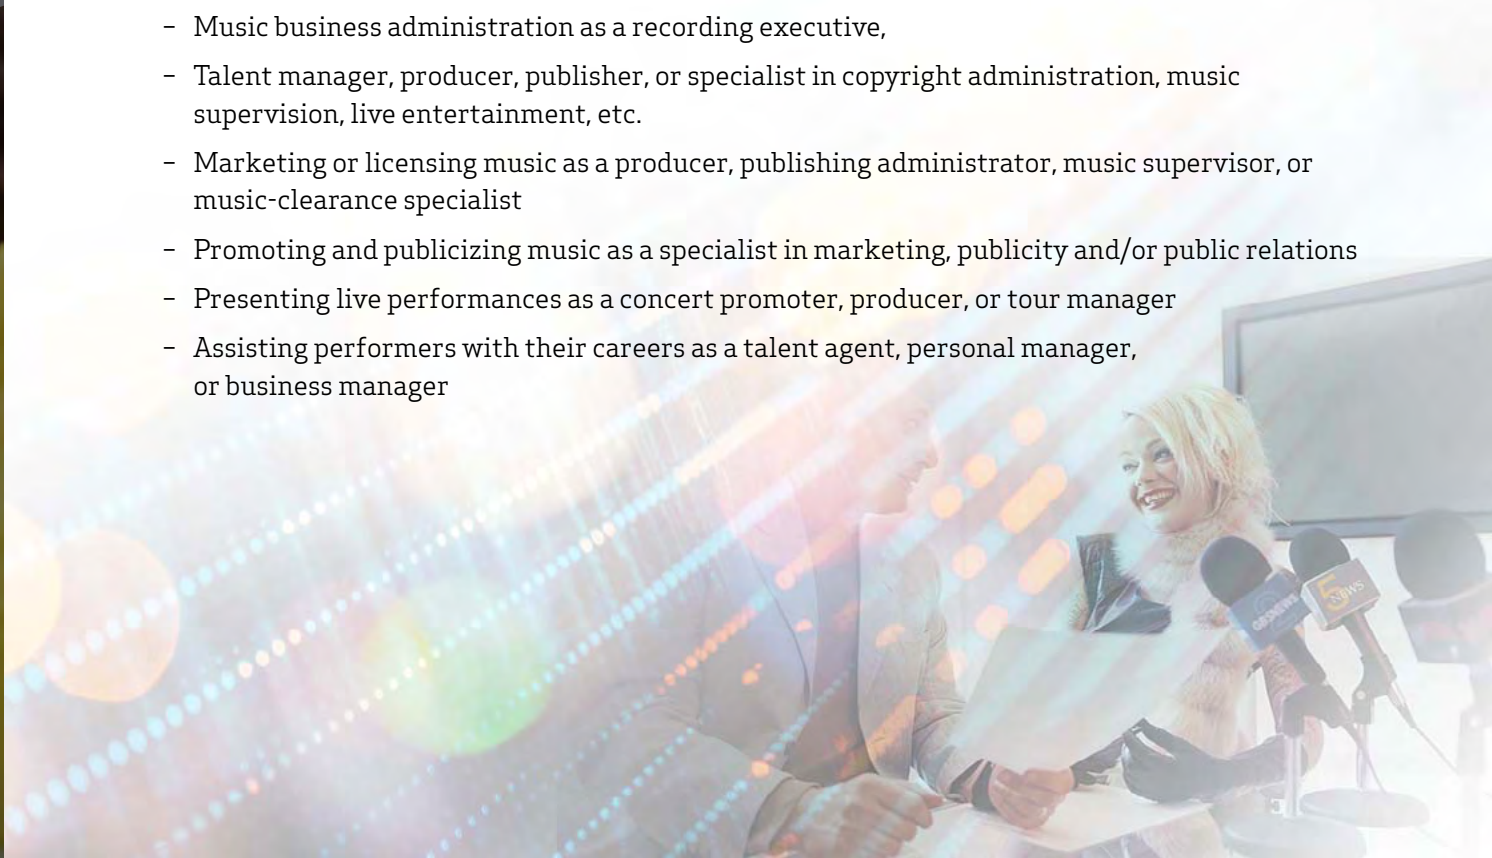 – Music business administration as a recording executive,
– Talent manager, producer, publisher, or specialist in copyright administration, music
supervision, live entertainment, etc.
– Marketing or licensing music as a producer, publishing administrator, music supervisor, or
music-clearance specialist
– Promoting and publicizing music as a specialist in marketing, publicity and/or public relations
– Presenting live performances as a concert promoter, producer, or tour manager
– Assisting performers with their careers as a talent agent, personal manager,
or business manager
5
NEWS